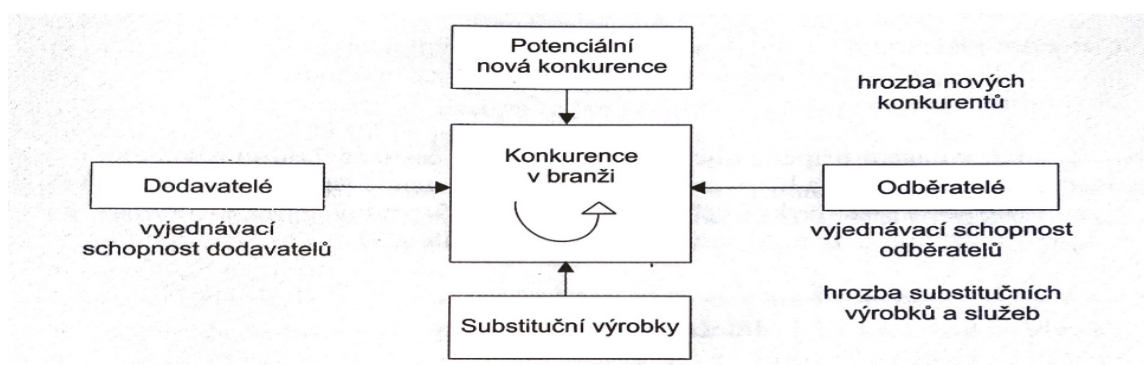 Potenciální
nová konkurence
hrozba nových
konkurentů
Konkurence
v branži
Dodavatelé
Odběratelé
vyjednávací
schopnost dodavatelů
vyjednávací schopnost
odběratelů
hrozba substitučních
výrobků a služeb
Substituční výrobky